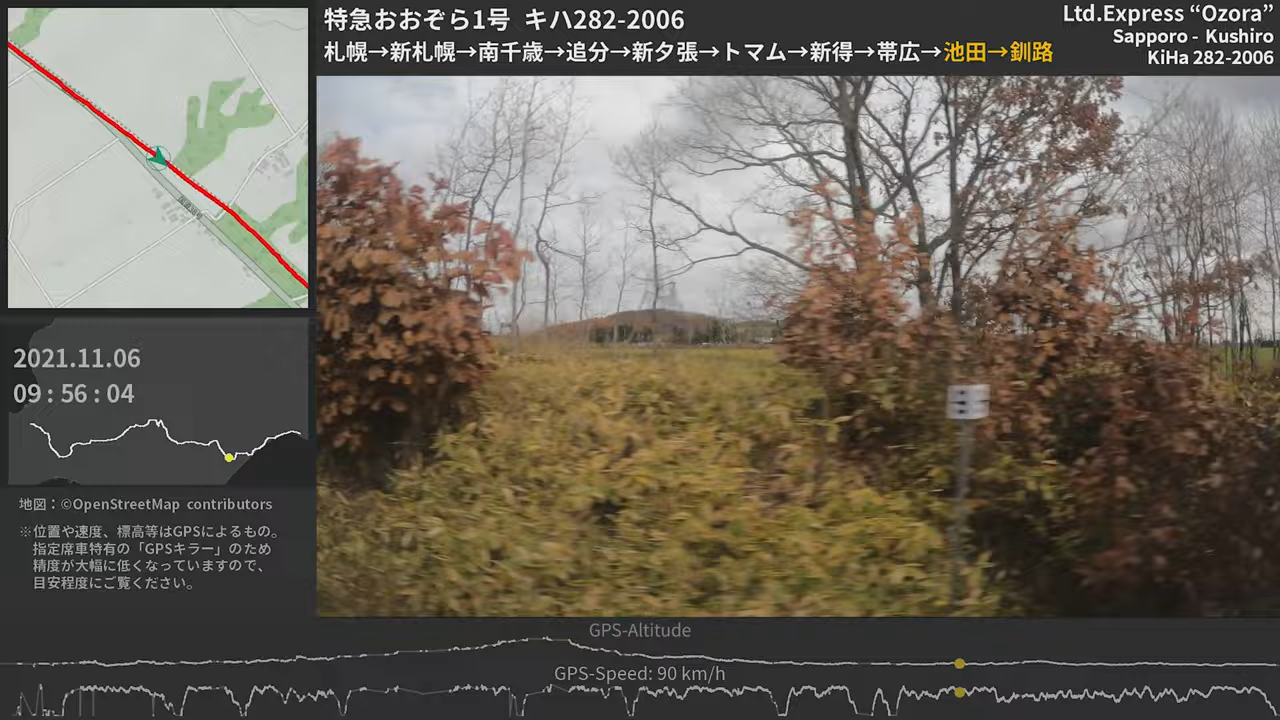 特急おおぞら1号 キハ282-2006
札幌→新札幌→南千歳→追分→新夕張→トマム→新得→帯広→池田→釧路
Ltd.Express “Ozora”
Sapporo - Kushiro
KiHa 282-2006
2021.11.06
09 : 56 : 04
地図：©OpenStreetMap contributors
※位置や速度、標高等はGPSによるもの。
指定席車特有の「GPSキラー」のため
精度が大幅に低くなっていますので、
目安程度にご覧ください。
GPS-Altitude
GPS-Speed: 90 km/h